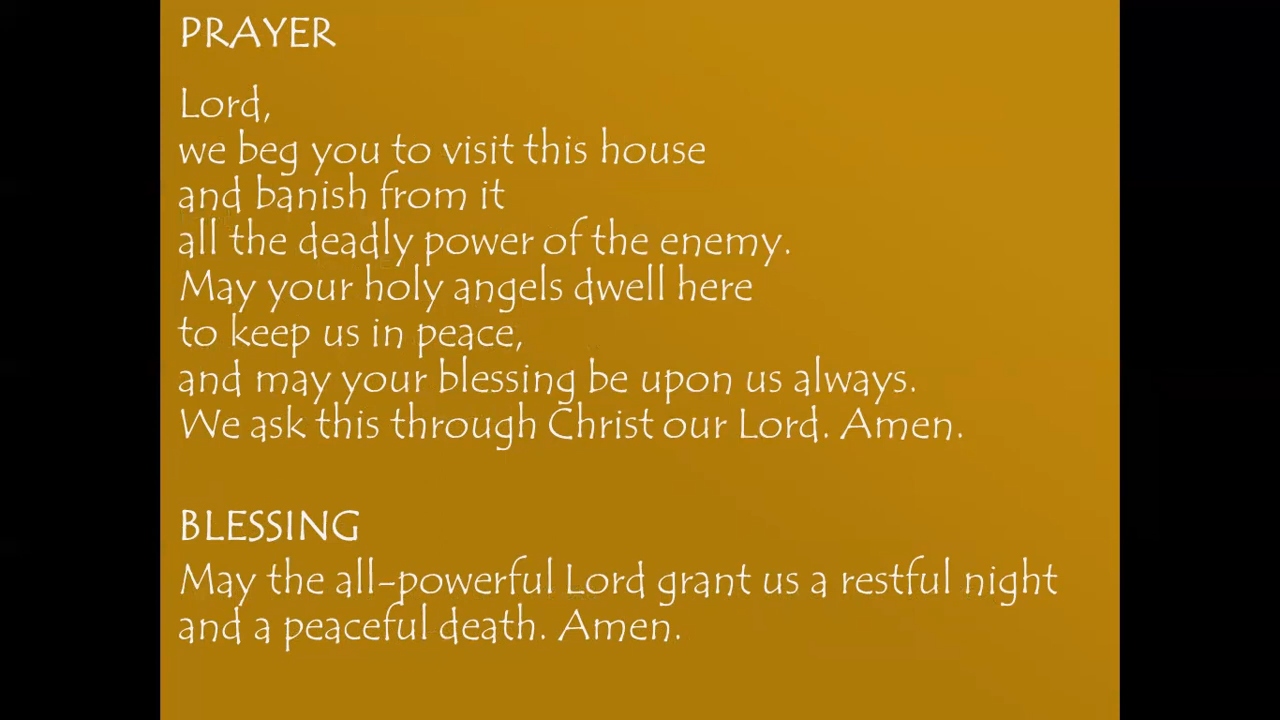 PRAYER
Lord,
we beg you to visit this house
and banish from it
all the deadly power of the enemy.
May your holy angels dwell here
to keep us in peace,
and may your blessing be upon us always.
We ask this through Christ our Lord. Amen.
BLESSING
May the all-powerful Lord grant us a restful night
and a peaceful death. Amen.